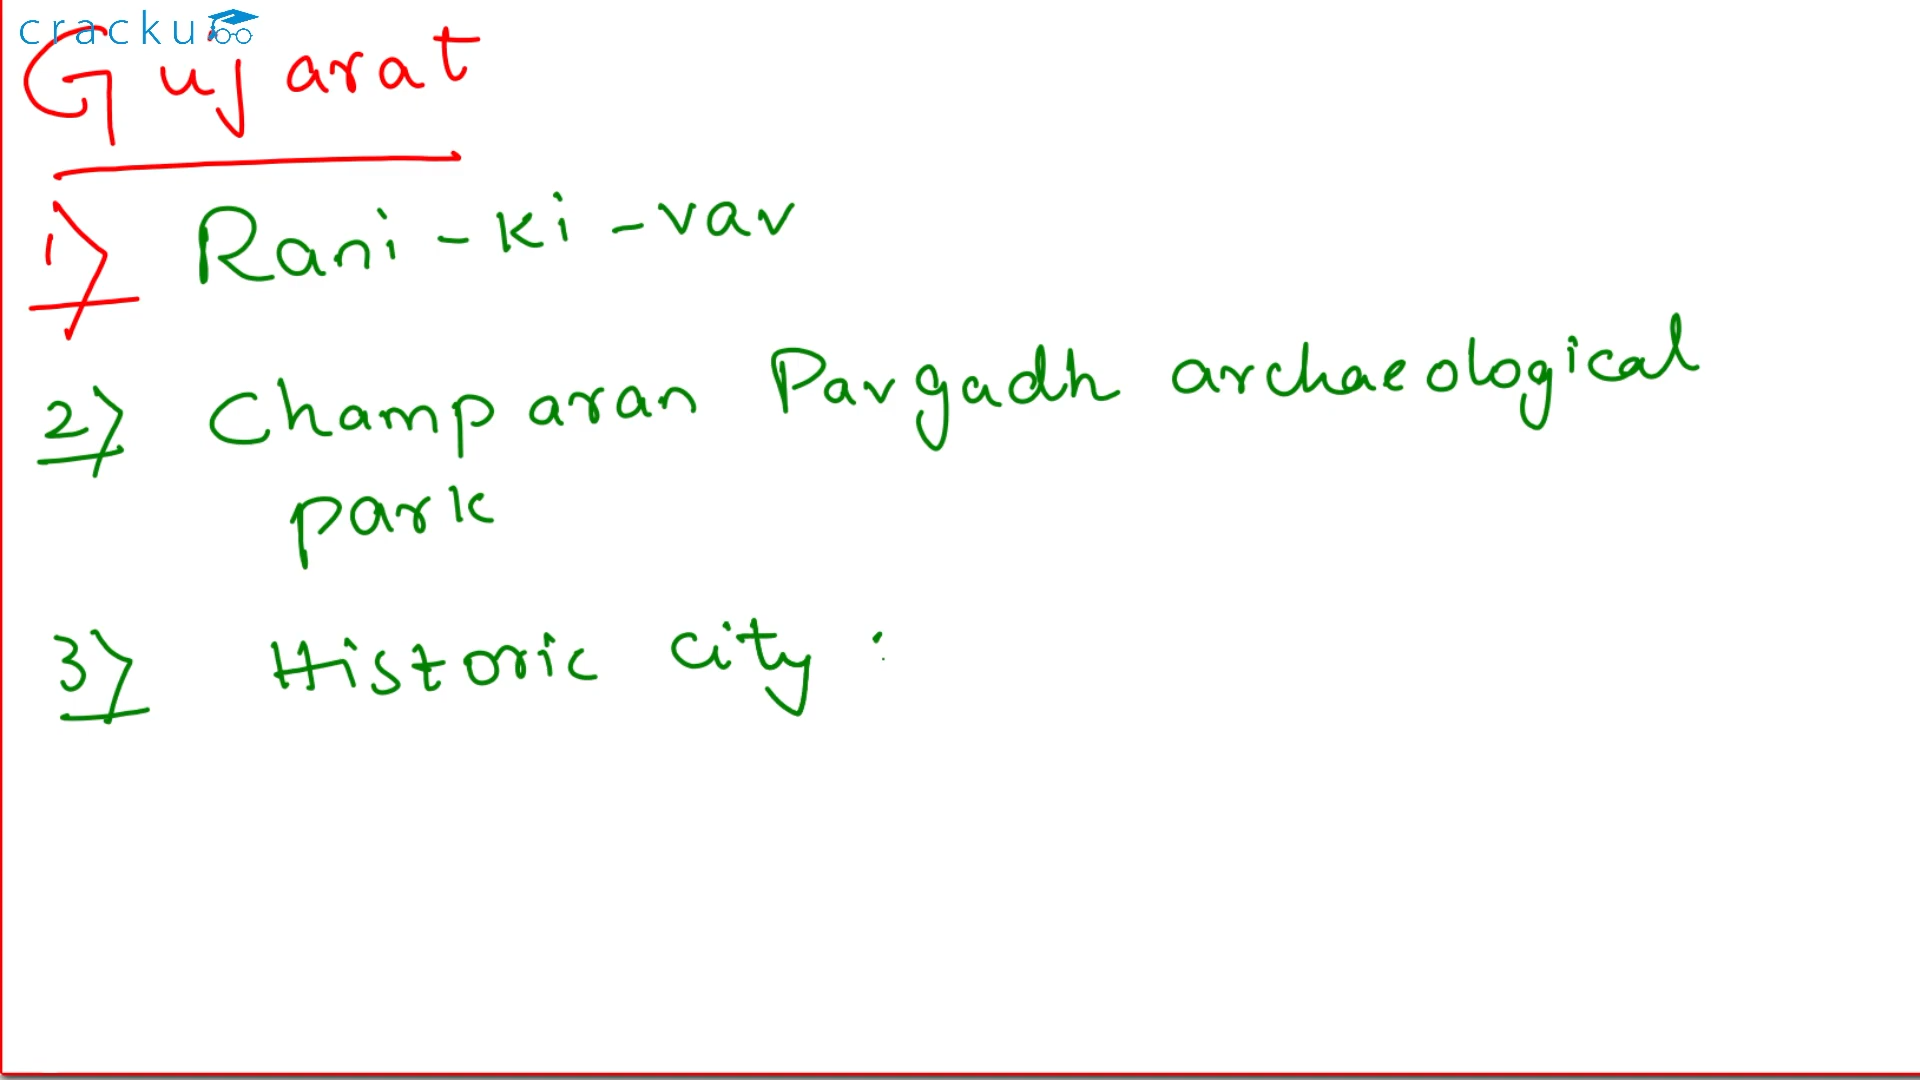 cracku
Gujarat
1) Rani-ki-vav
2) Champaran Pavgadh archaeological
park
3) Historic city :